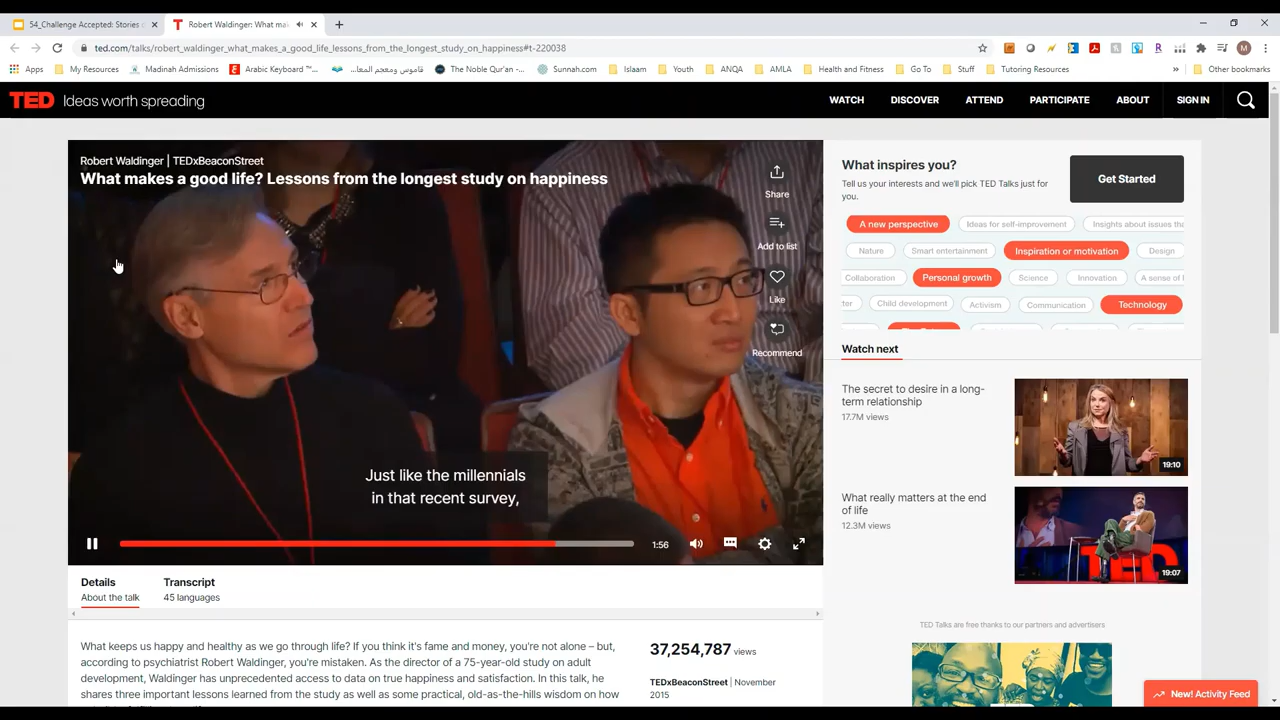 54_Challenge Accepted: Stories
Robert Waldinger: What mak
ted.com/talks/robert_waldinger_what_makes_a_good_life_lessons_from_the_longest_study_on_happiness#t-220038
Apps My Resources Madinah Admissions Arabic Keyboard ™... قاموس ومعجم المعا... The Noble Qur'an -... Sunnah.com Islaam Youth ANQA AMLA Health and Fitness Go To Stuff Tutoring Resources » Other bookmarks
TED Ideas worth spreading WATCH DISCOVER ATTEND PARTICIPATE ABOUT SIGN IN
Robert Waldinger | TEDxBeaconStreet
What makes a good life? Lessons from the longest study on happiness
Share
Add to list
Like
Recommend
Just like the millennials
in that recent survey,
1:56
Details
About the talk
Transcript
45 languages
What keeps us happy and healthy as we go through life? If you think it's fame and money, you're not alone – but,
according to psychiatrist Robert Waldinger, you're mistaken. As the director of a 75-year-old study on adult
development, Waldinger has unprecedented access to data on true happiness and satisfaction. In this talk, he
shares three important lessons learned from the study as well as some practical, old-as-the-hills wisdom on how
37,254,787 views
TEDxBeaconStreet | November
2015
What inspires you?
Tell us your interests and we'll pick TED Talks just for
you.
Get Started
A new perspective Ideas for self-improvement Insights about issues tha
Nature Smart entertainment Inspiration or motivation Design
Collaboration Personal growth Science Innovation A sense of
ter Child development Activism Communication Technology
Watch next
The secret to desire in a long-
term relationship
17.7M views
19:10
What really matters at the end
of life
12.3M views
TED
19:07
TED Talks are free thanks to our partners and advertisers
New! Activity Feed